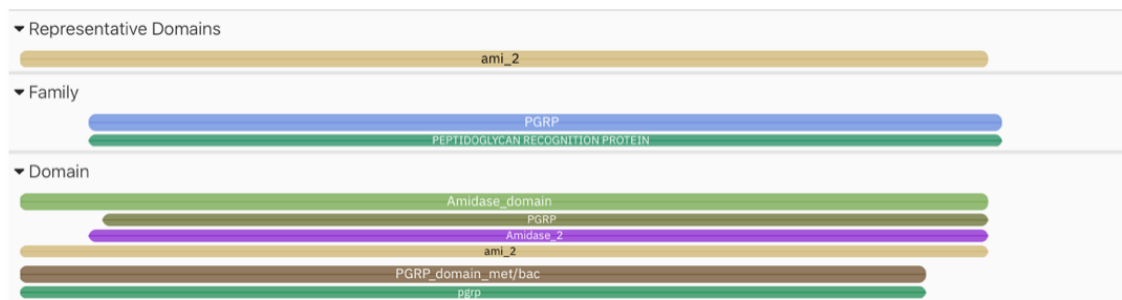 Representative Domains
ami_2
Family
PGRP
PEPTIDOGLYCAN RECOGNITION PROTEIN
Domain
Amidase_domain
PGRP
Amidase_2
ami_2
PGRP_domain_met/bac
pgrp